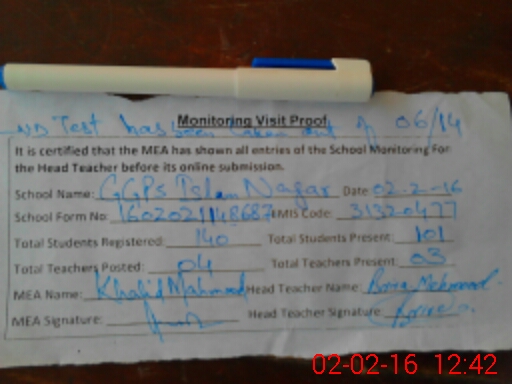 Monitoring Visit Proof
No Test has been taken out of 06/14
It is certified that the MEA has shown all entries of the School Monitoring For
the Head Teacher before its online submission.
School Name: GGPS Islam Nagar Date 02-2-16
School Form No: 1602021148687 EMIS Code: 31320477
Total Students Registered: 140 Total Students Present: 101
Total Teachers Posted: 04 Total Teachers Present: 03
MEA Name: Khalid Mahmood Head Teacher Name: Mehmood
MEA Signature: Head Teacher Signature
02-02-16 12:42